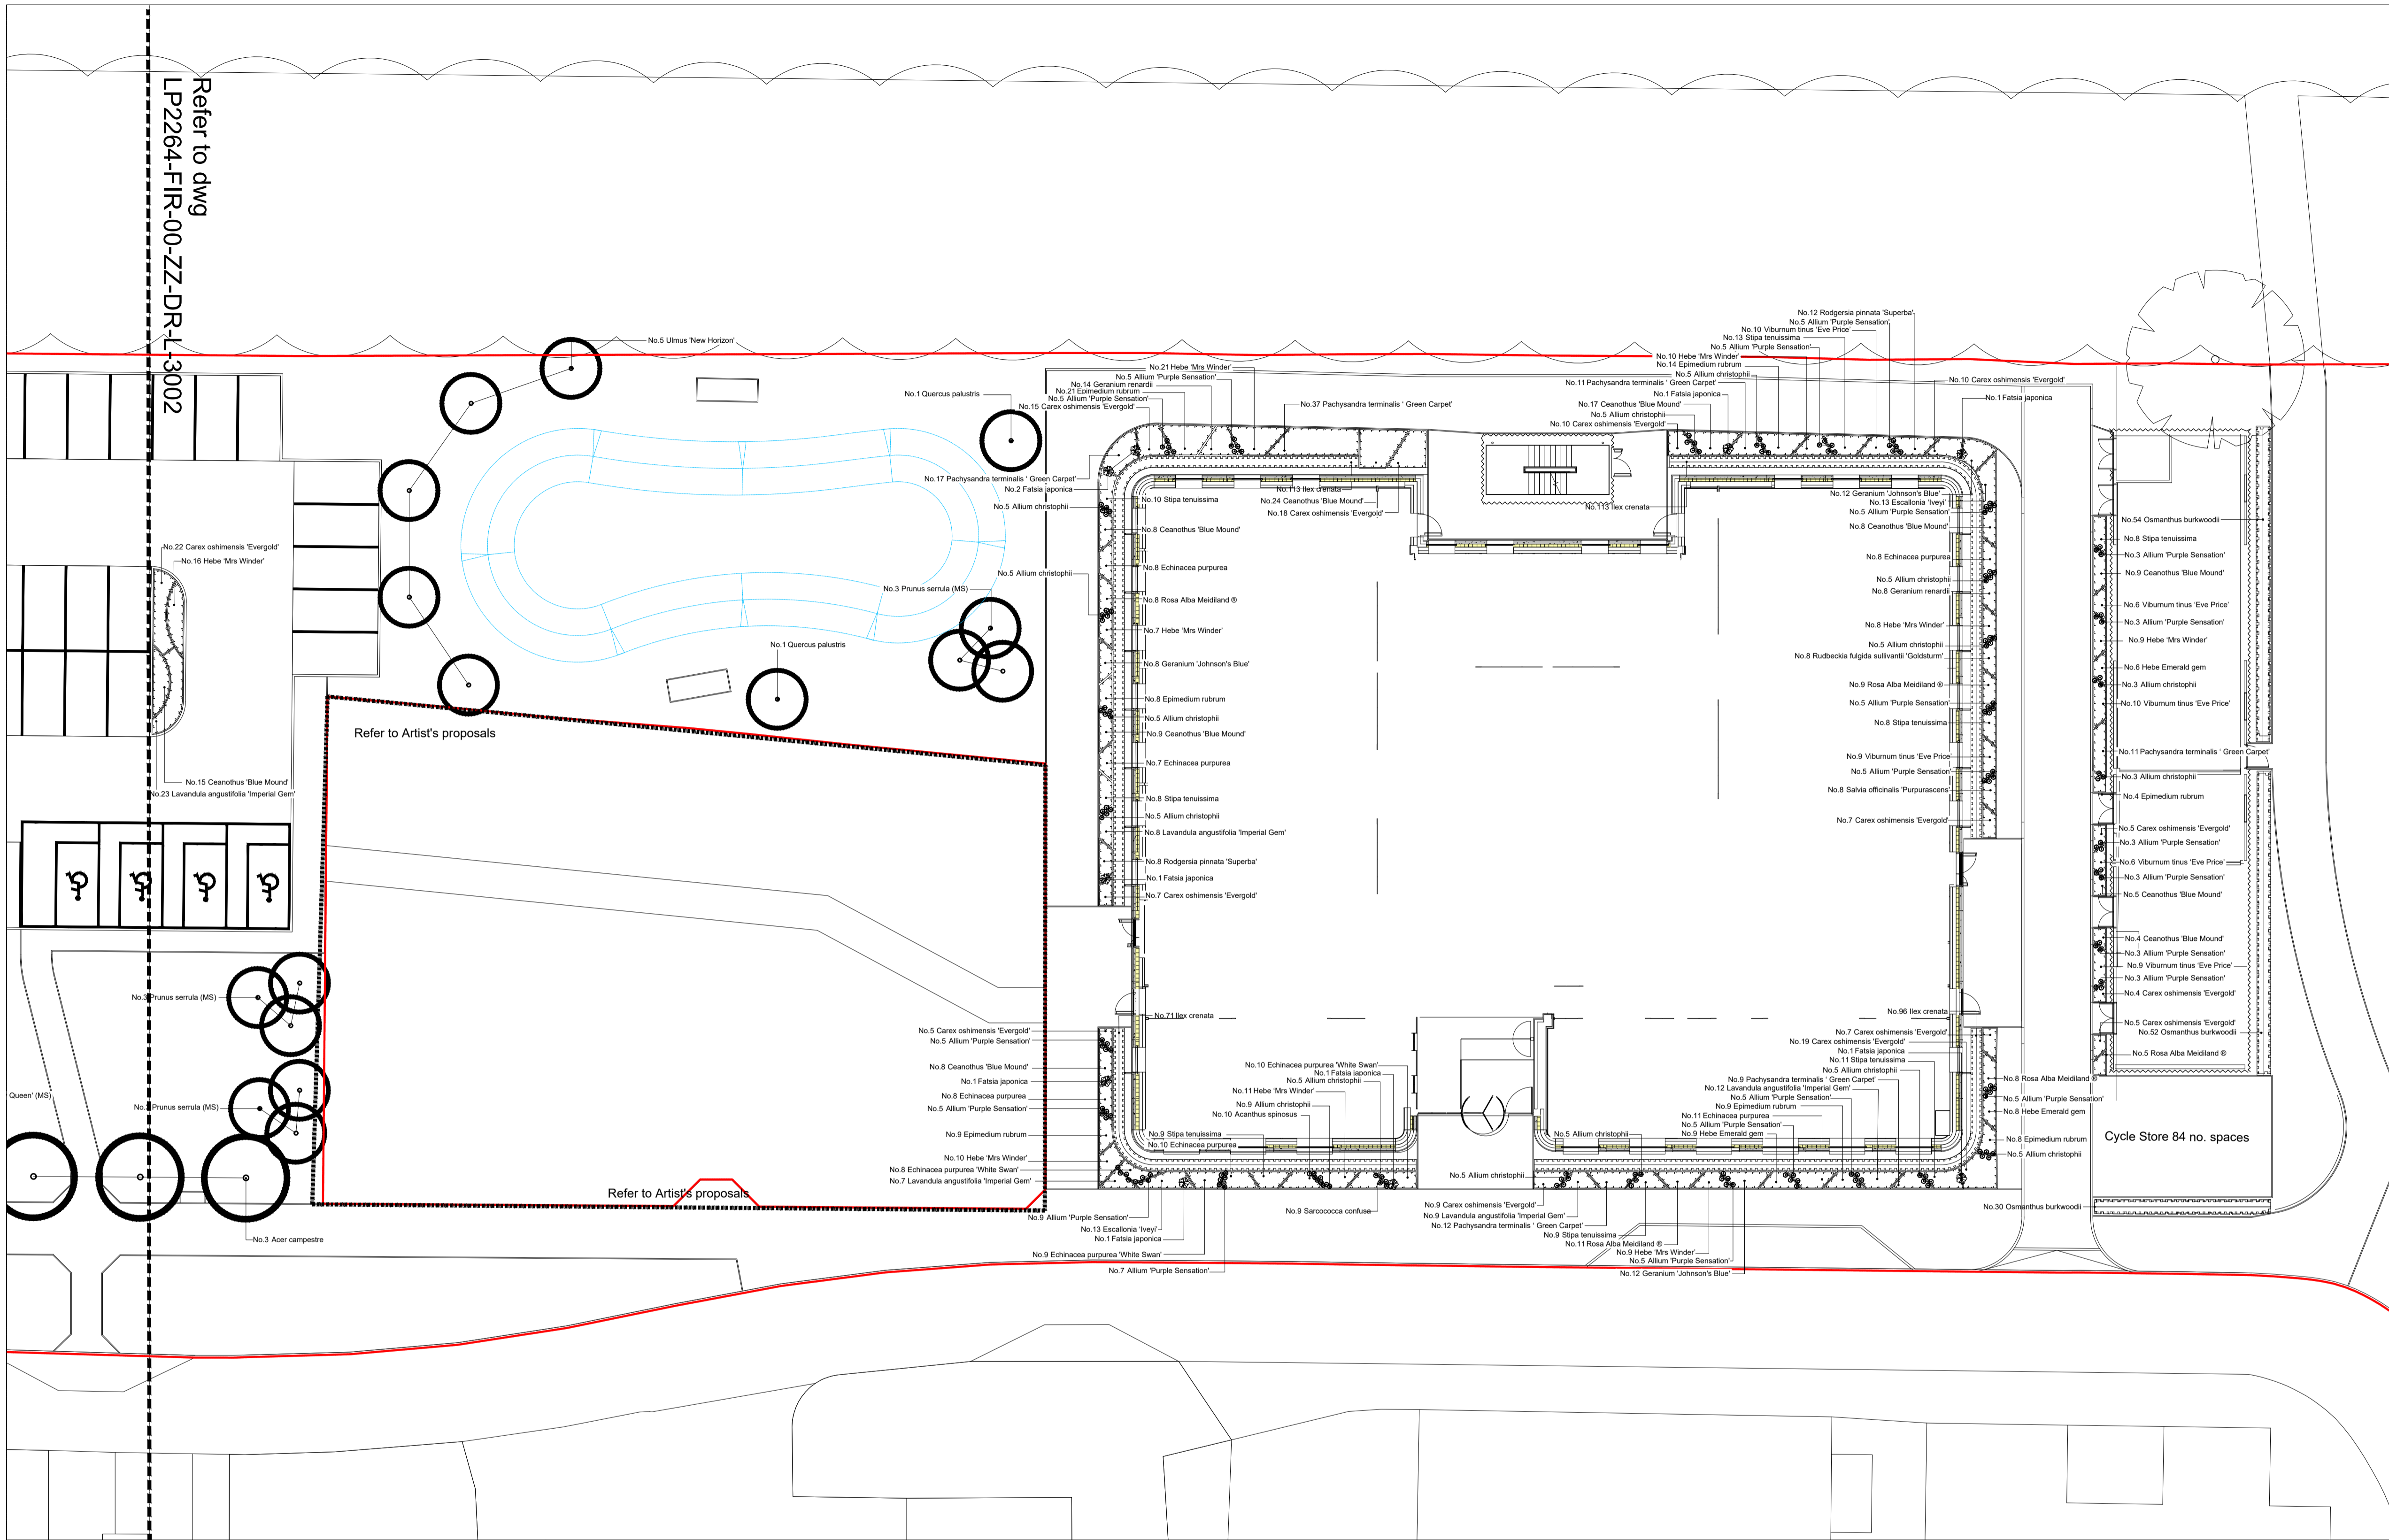 Refer to dwg
LP2264-FIR-00-ZZ-DR-L-3002
No.5 Ulmus 'New Horizon'
No.1 Quercus palustris
No.22 Carex oshimensis 'Evergold'
No.16 Hebe 'Mrs Winder'
No.3 Prunus serrula (MS)
No.1 Quercus palustris
Refer to Artist's proposals
No.15 Ceanothus 'Blue Mound'
No.23 Lavandula angustifolia 'Imperial Gem'
No.3 Prunus serrula (MS)
No.3 Prunus serrula (MS)
Queen' (MS)
No.3 Acer campestre
Refer to Artist's proposals
No.21 Hebe 'Mrs Winder'
No.5 Allium 'Purple Sensation'
No.14 Geranium renardii
No.21 Epimedium rubrum
No.5 Allium 'Purple Sensation'
No.15 Carex oshimensis 'Evergold'
No.37 Pachysandra terminalis ' Green Carpet'
No.17 Pachysandra terminalis ' Green Carpet'
No.2 Fatsia japonica
No.5 Allium christophii
No.5 Allium christophii
No.10 Stipa tenuissima
No.8 Ceanothus 'Blue Mound'
No.8 Echinacea purpurea
No.8 Rosa Alba Meidiland ®
No.7 Hebe 'Mrs Winder'
No.8 Geranium 'Johnson's Blue'
No.8 Epimedium rubrum
No.5 Allium christophii
No.9 Ceanothus 'Blue Mound'
No.7 Echinacea purpurea
No.8 Stipa tenuissima
No.5 Allium christophii
No.8 Lavandula angustifolia 'Imperial Gem'
No.8 Rodgersia pinnata 'Superba'
No.1 Fatsia japonica
No.7 Carex oshimensis 'Evergold'
No.113 Ilex crenata
No.24 Ceanothus 'Blue Mound'
No.18 Carex oshimensis 'Evergold'
No.12 Rodgersia pinnata 'Superba'
No.5 Allium 'Purple Sensation'
No.10 Viburnum tinus 'Eve Price'
No.13 Stipa tenuissima
No.5 Allium 'Purple Sensation'
No.10 Hebe 'Mrs Winder'
No.14 Epimedium rubrum
No.5 Allium christophii
No.11 Pachysandra terminalis ' Green Carpet'
No.1 Fatsia japonica
No.17 Ceanothus 'Blue Mound'
No.5 Allium christophii
No.10 Carex oshimensis 'Evergold'
No.10 Carex oshimensis 'Evergold'
No.1 Fatsia japonica
No.113 Ilex crenata
No.12 Geranium 'Johnson's Blue'
No.13 Escallonia 'Iveyi'
No.5 Allium 'Purple Sensation'
No.8 Ceanothus 'Blue Mound'
No.8 Echinacea purpurea
No.5 Allium christophii
No.8 Geranium renardii
No.8 Hebe 'Mrs Winder'
No.5 Allium christophii
No.8 Rudbeckia fulgida sullivantii 'Goldsturm'
No.9 Rosa Alba Meidiland ®
No.5 Allium 'Purple Sensation'
No.8 Stipa tenuissima
No.9 Viburnum tinus 'Eve Price'
No.5 Allium 'Purple Sensation'
No.8 Salvia officinalis 'Purpurascens'
No.7 Carex oshimensis 'Evergold'
No.54 Osmanthus burkwoodii
No.8 Stipa tenuissima
No.3 Allium 'Purple Sensation'
No.9 Ceanothus 'Blue Mound'
No.6 Viburnum tinus 'Eve Price'
No.3 Allium 'Purple Sensation'
No.9 Hebe 'Mrs Winder'
No.6 Hebe Emerald gem
No.3 Allium christophii
No.10 Viburnum tinus 'Eve Price'
No.11 Pachysandra terminalis ' Green Carpet'
No.3 Allium christophii
No.4 Epimedium rubrum
No.5 Carex oshimensis 'Evergold'
No.3 Allium 'Purple Sensation'
No.6 Viburnum tinus 'Eve Price'
No.3 Allium 'Purple Sensation'
No.5 Ceanothus 'Blue Mound'
No.4 Ceanothus 'Blue Mound'
No.3 Allium 'Purple Sensation'
No.9 Viburnum tinus 'Eve Price'
No.3 Allium 'Purple Sensation'
No.4 Carex oshimensis 'Evergold'
No.5 Carex oshimensis 'Evergold'
No.52 Osmanthus burkwoodii
No.5 Rosa Alba Meidiland ®
No.71 Ilex crenata
No.5 Carex oshimensis 'Evergold'
No.5 Allium 'Purple Sensation'
No.8 Ceanothus 'Blue Mound'
No.1 Fatsia japonica
No.8 Echinacea purpurea
No.5 Allium 'Purple Sensation'
No.9 Epimedium rubrum
No.10 Hebe 'Mrs Winder'
No.8 Echinacea purpurea 'White Swan'
No.7 Lavandula angustifolia 'Imperial Gem'
No.9 Allium 'Purple Sensation'
No.13 Escallonia 'Iveyi'
No.1 Fatsia japonica
No.9 Echinacea purpurea 'White Swan'
No.7 Allium 'Purple Sensation'
No.10 Echinacea purpurea 'White Swan'
No.1 Fatsia japonica
No.5 Allium christophii
No.11 Hebe 'Mrs Winder'
No.9 Allium christophii
No.10 Acanthus spinosus
No.9 Stipa tenuissima
No.10 Echinacea purpurea
No.9 Sarcococca confusa
No.5 Allium christophii
No.5 Allium christophii
No.9 Carex oshimensis 'Evergold'
No.9 Lavandula angustifolia 'Imperial Gem'
No.12 Pachysandra terminalis ' Green Carpet'
No.9 Stipa tenuissima
No.11 Rosa Alba Meidiland ®
No.9 Hebe 'Mrs Winder'
No.5 Allium 'Purple Sensation'
No.12 Geranium 'Johnson's Blue'
No.96 Ilex crenata
No.7 Carex oshimensis 'Evergold'
No.19 Carex oshimensis 'Evergold'
No.1 Fatsia japonica
No.11 Stipa tenuissima
No.5 Allium christophii
No.9 Pachysandra terminalis ' Green Carpet'
No.12 Lavandula angustifolia 'Imperial Gem'
No.5 Allium 'Purple Sensation'
No.9 Epimedium rubrum
No.11 Echinacea purpurea
No.5 Allium 'Purple Sensation'
No.9 Hebe Emerald gem
No.8 Rosa Alba Meidiland ®
No.5 Allium 'Purple Sensation'
No.8 Hebe Emerald gem
No.8 Epimedium rubrum
No.5 Allium christophii
Cycle Store 84 no. spaces
No.30 Osmanthus burkwoodii